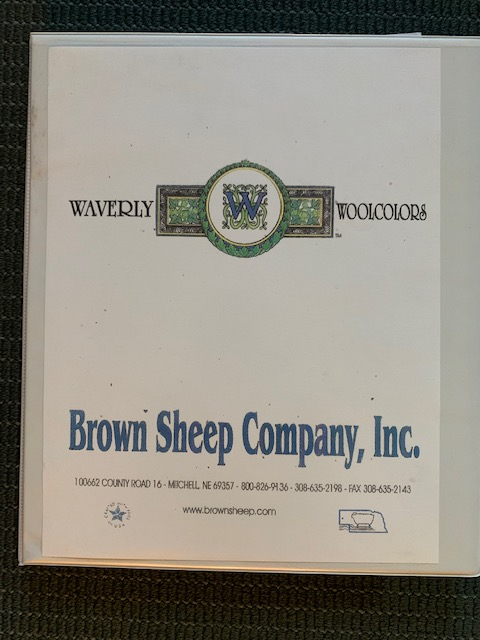 WAVERLY W WOOLCOLORS
TM
Brown Sheep Company, Inc.
100662 COUNTY ROAD 16 - MITCHELL, NE 69357 - 800-826-9136 - 308-635-2198 - FAX 308-635-2143
www.brownsheep.com